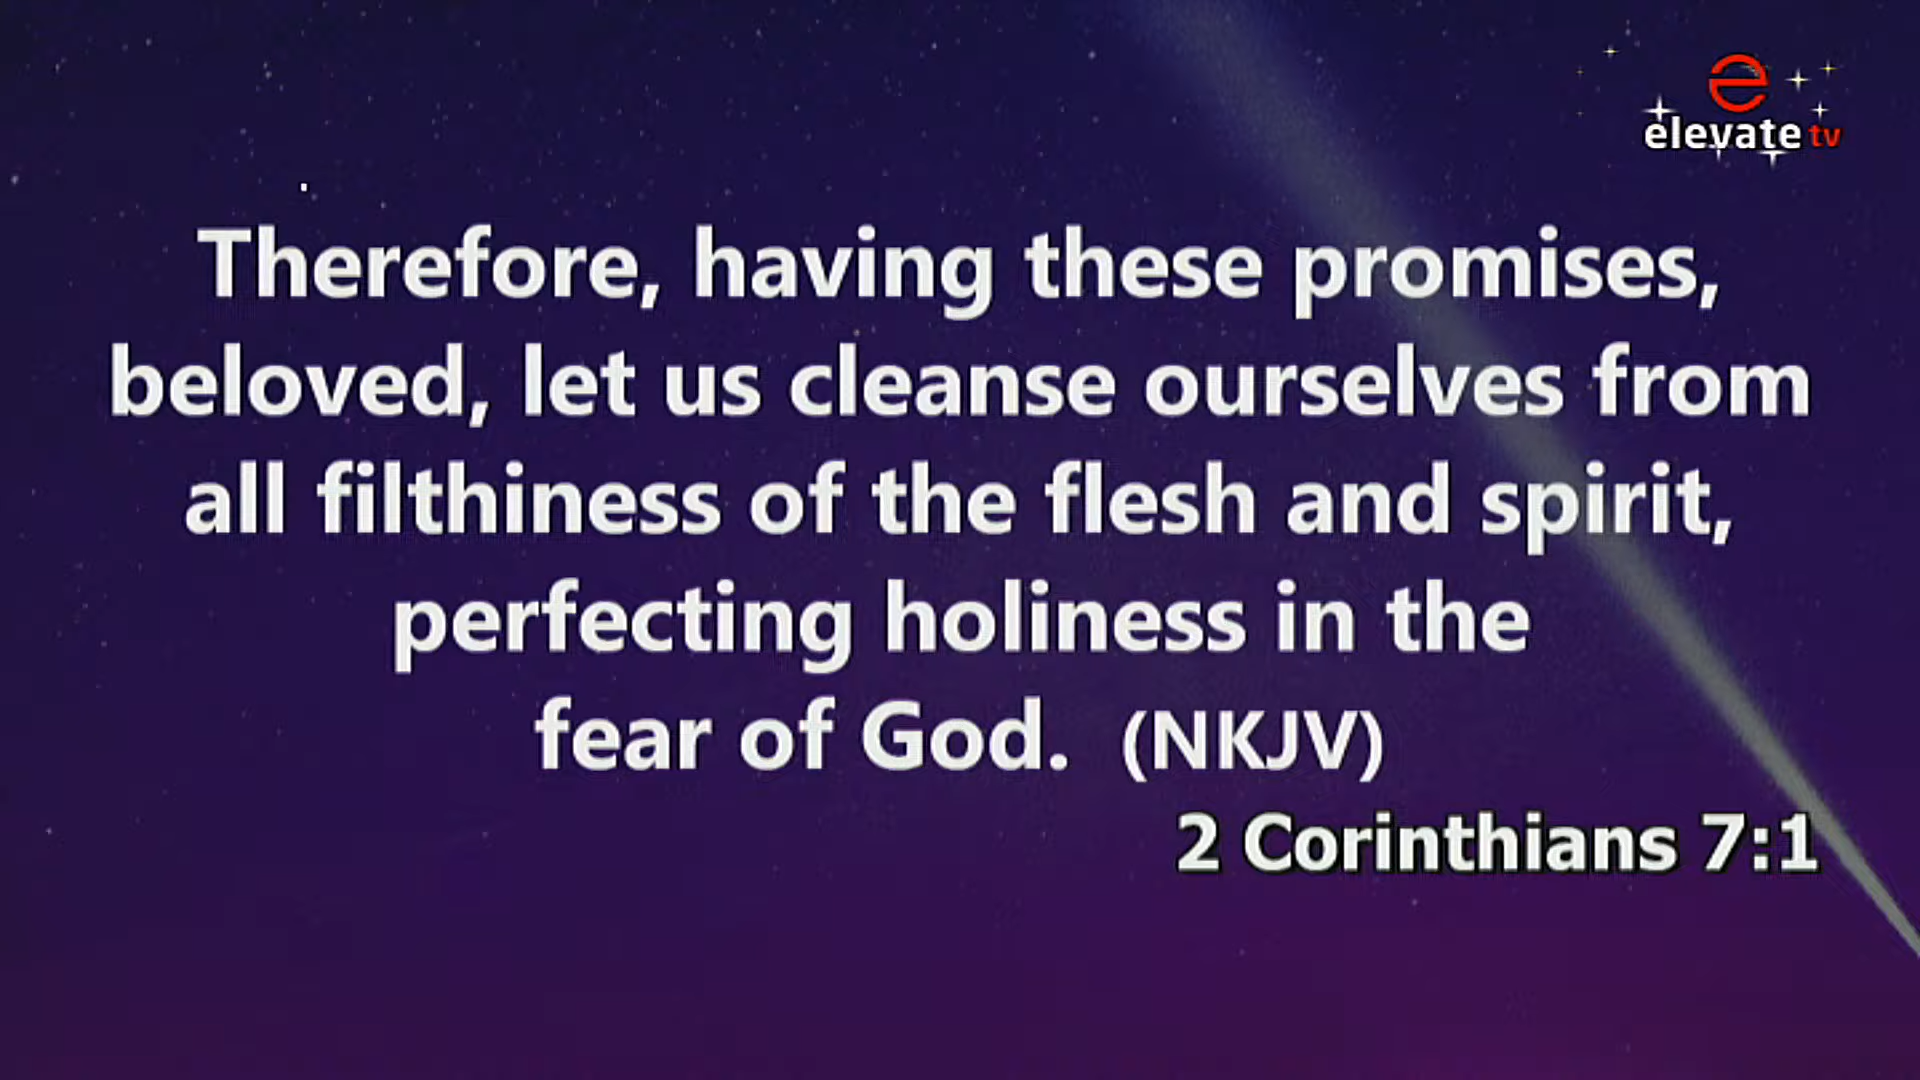 elevate tv
Therefore, having these promises,
beloved, let us cleanse ourselves from
all filthiness of the flesh and spirit,
perfecting holiness in the
fear of God. (NKJV)
2 Corinthians 7:1